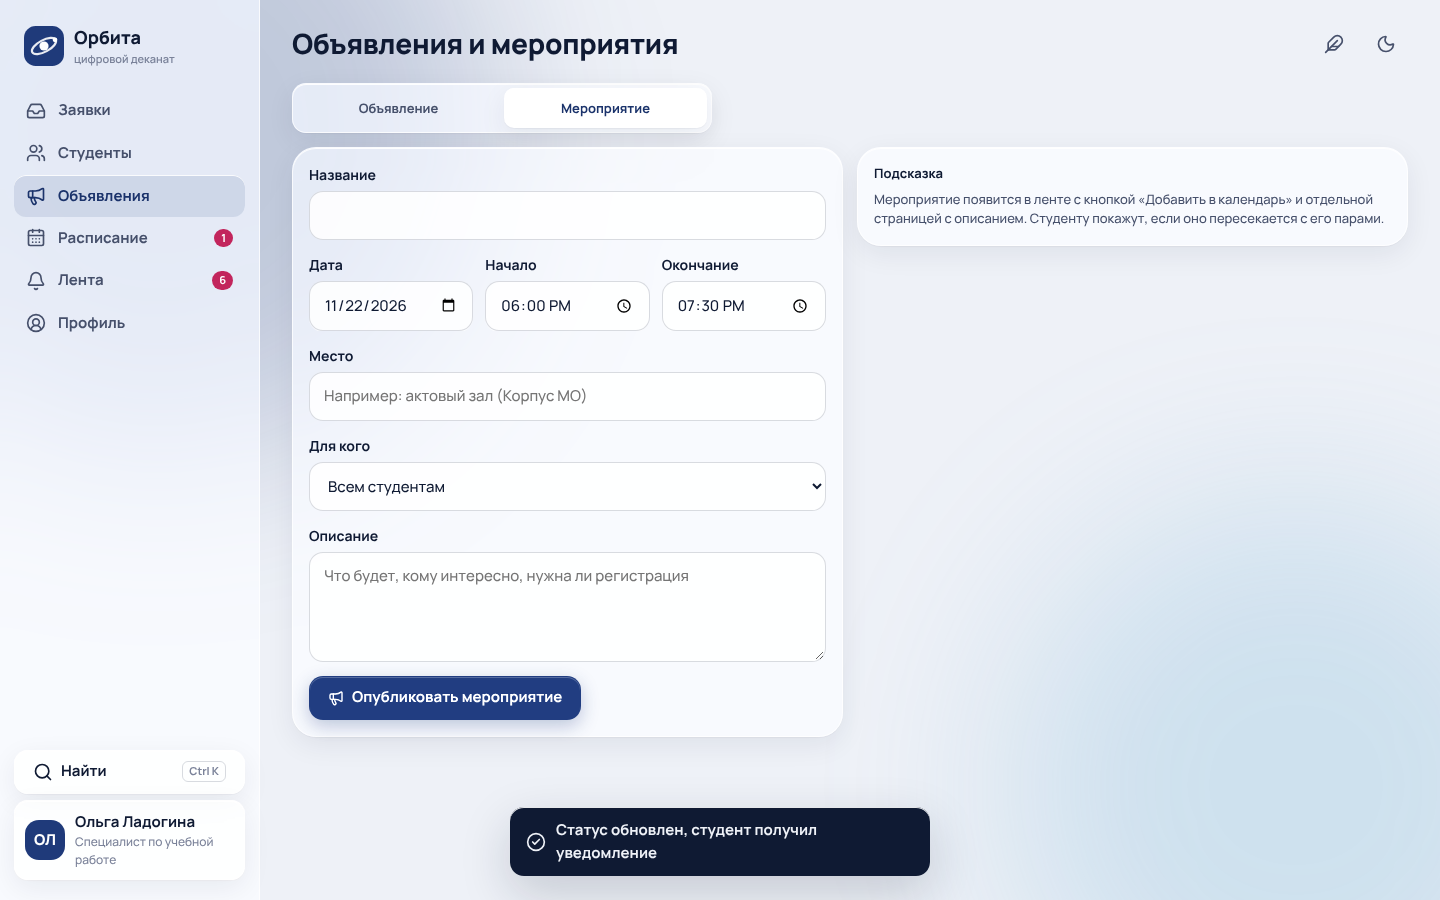 Орбита
цифровой деканат
Заявки
Студенты
Объявления
Расписание
1
Лента
6
Профиль
Найти
Ctrl K
ОЛ
Ольга Ладогина
Специалист по учебной
работе
Объявления и мероприятия
Объявление
Мероприятие
Название
Дата
Начало
Окончание
11/22/2026
06:00 PM
07:30 PM
Место
Например: актовый зал (Корпус МО)
Для кого
Всем студентам
Описание
Что будет, кому интересно, нужна ли регистрация
Опубликовать мероприятие
Подсказка
Мероприятие появится в ленте с кнопкой «Добавить в календарь» и отдельной
страницей с описанием. Студенту покажут, если оно пересекается с его парами.
Статус обновлен, студент получил
уведомление